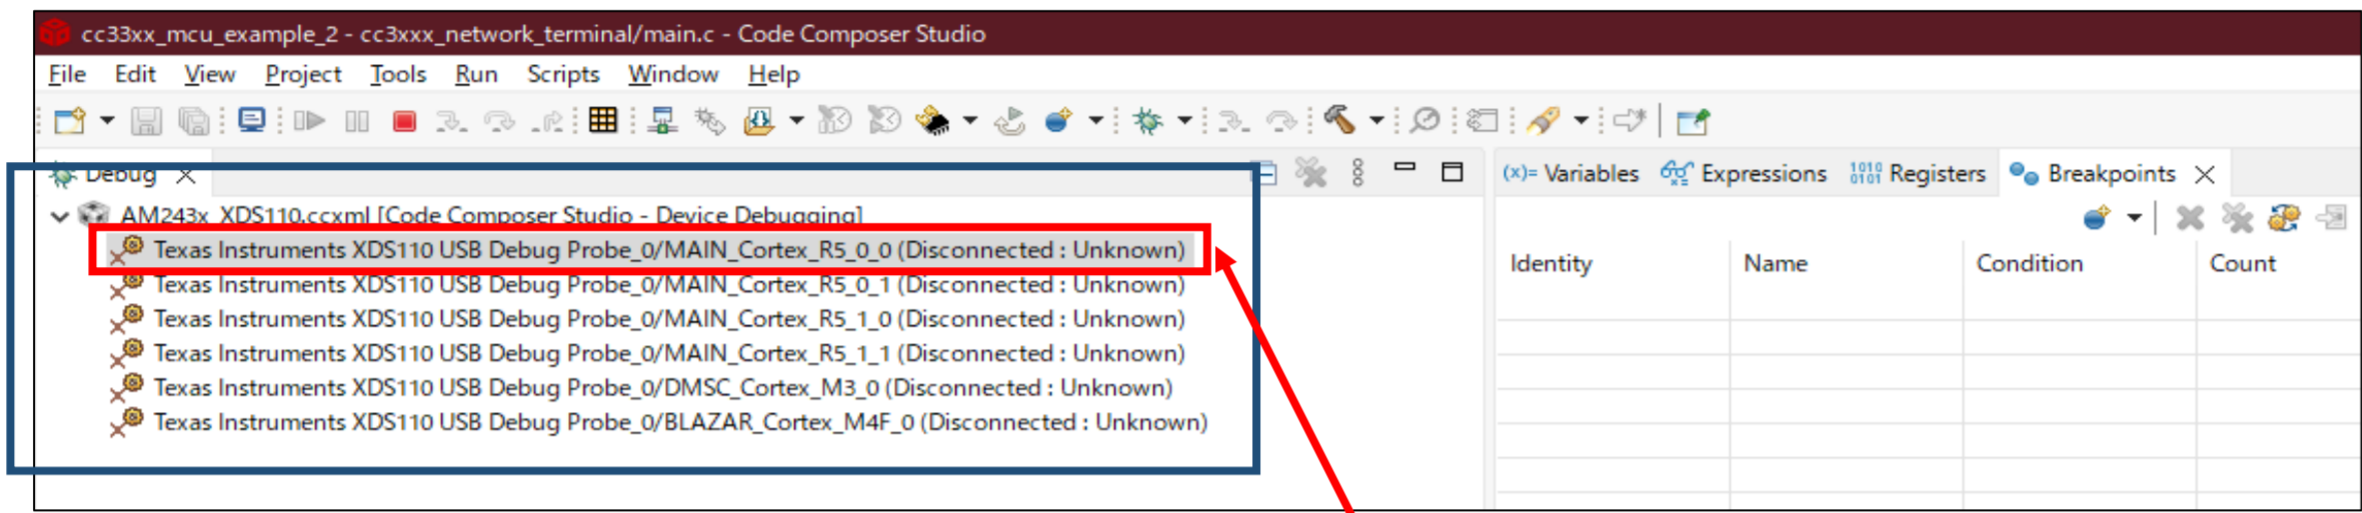 cc33xx_mcu_example_2 - cc3xxx_network_terminal/main.c - Code Composer Studio
File Edit View Project Tools Run Scripts Window Help
Debug
AM243x_XDS110.ccxml [Code Composer Studio - Device Debugging]
Texas Instruments XDS110 USB Debug Probe_0/MAIN_Cortex_R5_0_0 (Disconnected : Unknown)
Texas Instruments XDS110 USB Debug Probe_0/MAIN_Cortex_R5_0_1 (Disconnected : Unknown)
Texas Instruments XDS110 USB Debug Probe_0/MAIN_Cortex_R5_1_0 (Disconnected : Unknown)
Texas Instruments XDS110 USB Debug Probe_0/MAIN_Cortex_R5_1_1 (Disconnected : Unknown)
Texas Instruments XDS110 USB Debug Probe_0/DMSC_Cortex_M3_0 (Disconnected : Unknown)
Texas Instruments XDS110 USB Debug Probe_0/BLAZAR_Cortex_M4F_0 (Disconnected : Unknown)
(x)= Variables Expressions 1010 0101 Registers Breakpoints
Identity Name Condition Count